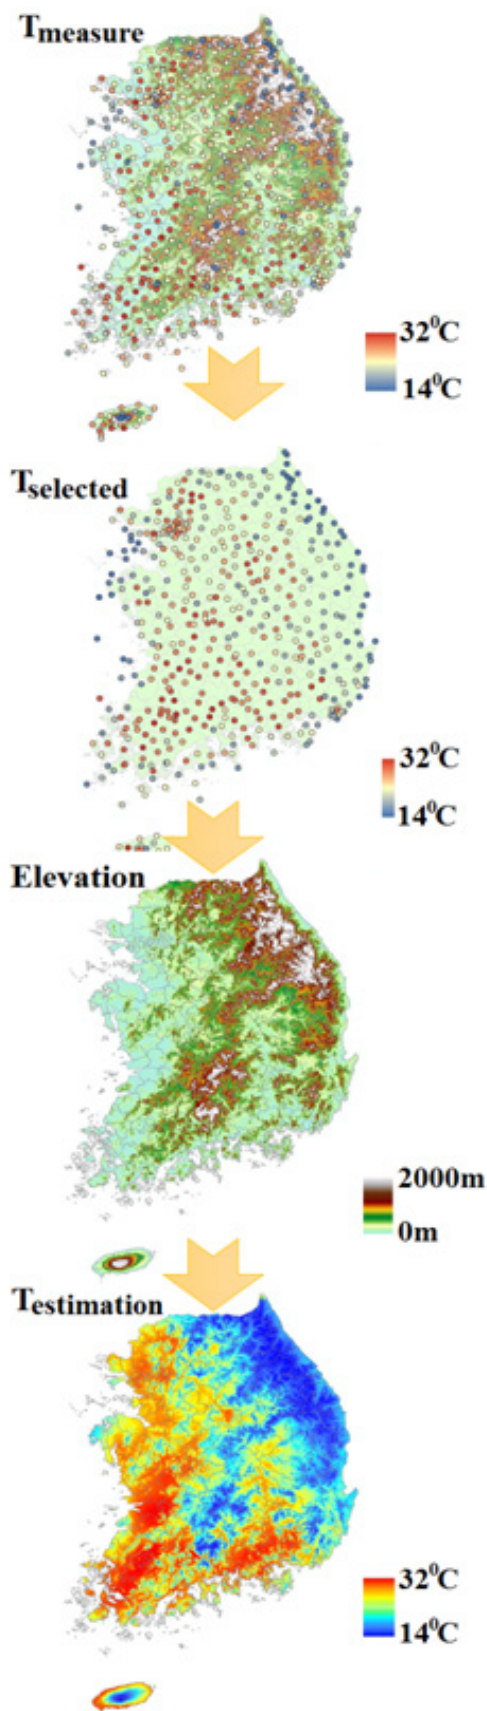 Tmeasure
32⁰C
14⁰C
Tselected
32⁰C
14⁰C
Elevation
2000m
0m
Testimation
32⁰C
14⁰C